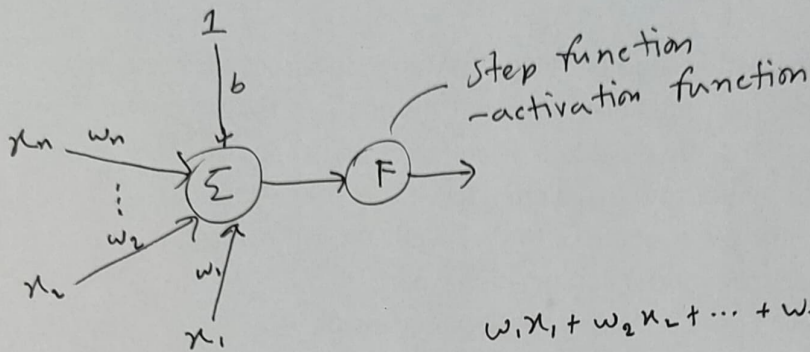 1
b
step function
-activation function
xn wn
Σ
F
⋮
w2
x2
w1
x1
w1x1 + w2x2 + ... + w